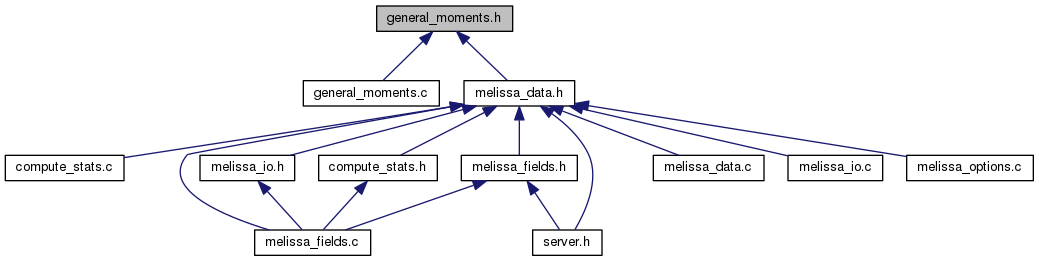 general_moments.h
general_moments.c
melissa_data.h
compute_stats.c
melissa_io.h
compute_stats.h
melissa_fields.h
melissa_data.c
melissa_io.c
melissa_options.c
melissa_fields.c
server.h